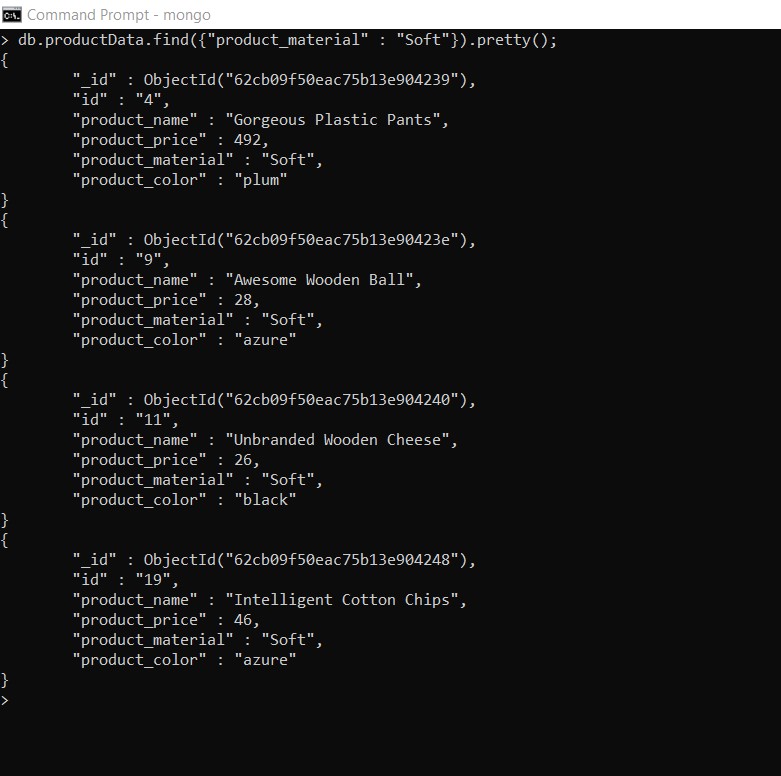 Command Prompt - mongo
> db.productData.find({"product_material" : "Soft"}).pretty();
{
        "_id" : ObjectId("62cb09f50eac75b13e904239"),
        "id" : "4",
        "product_name" : "Gorgeous Plastic Pants",
        "product_price" : 492,
        "product_material" : "Soft",
        "product_color" : "plum"
}
{
        "_id" : ObjectId("62cb09f50eac75b13e90423e"),
        "id" : "9",
        "product_name" : "Awesome Wooden Ball",
        "product_price" : 28,
        "product_material" : "Soft",
        "product_color" : "azure"
}
{
        "_id" : ObjectId("62cb09f50eac75b13e904240"),
        "id" : "11",
        "product_name" : "Unbranded Wooden Cheese",
        "product_price" : 26,
        "product_material" : "Soft",
        "product_color" : "black"
}
{
        "_id" : ObjectId("62cb09f50eac75b13e904248"),
        "id" : "19",
        "product_name" : "Intelligent Cotton Chips",
        "product_price" : 46,
        "product_material" : "Soft",
        "product_color" : "azure"
}
>